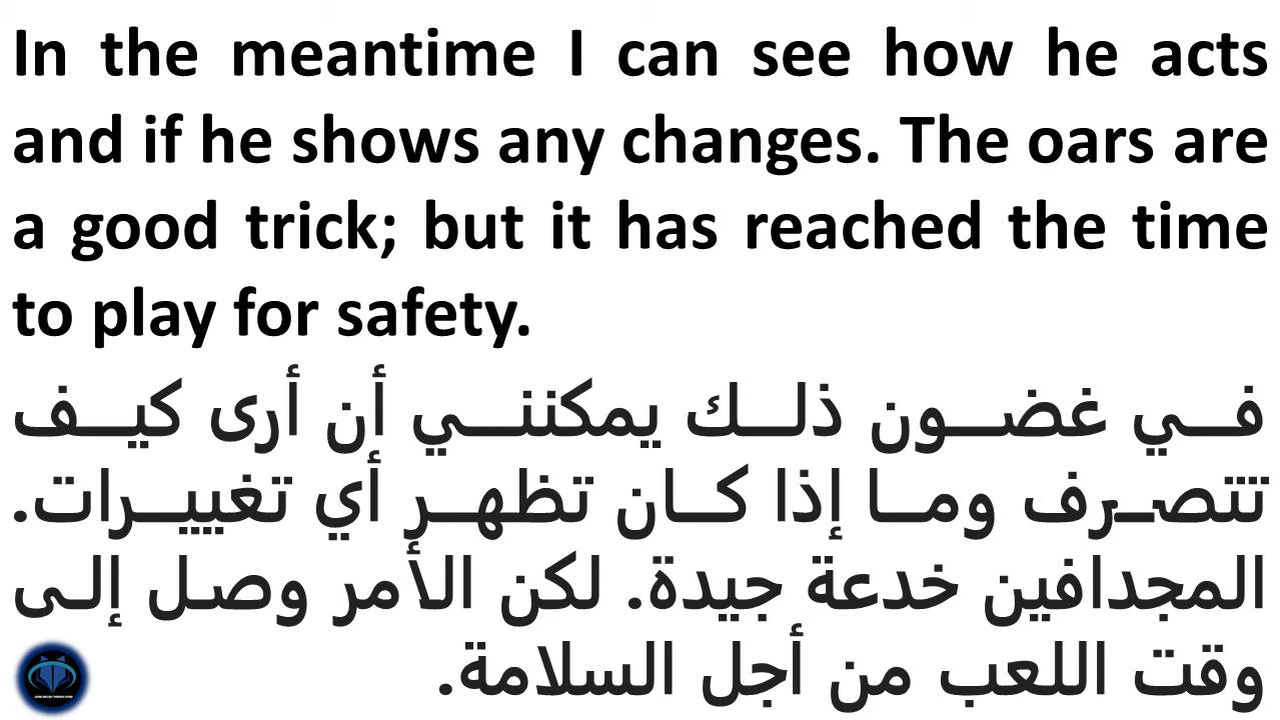 In the meantime I can see how he acts
and if he shows any changes. The oars are
a good trick; but it has reached the time
to play for safety.
في غضون ذلك يمكنني أن أرى كيف
تتصرف وما إذا كان تظهر أي تغييرات.
المجدافين خدعة جيدة. لكن الأمر وصل إلى
وقت اللعب من أجل السلامة.